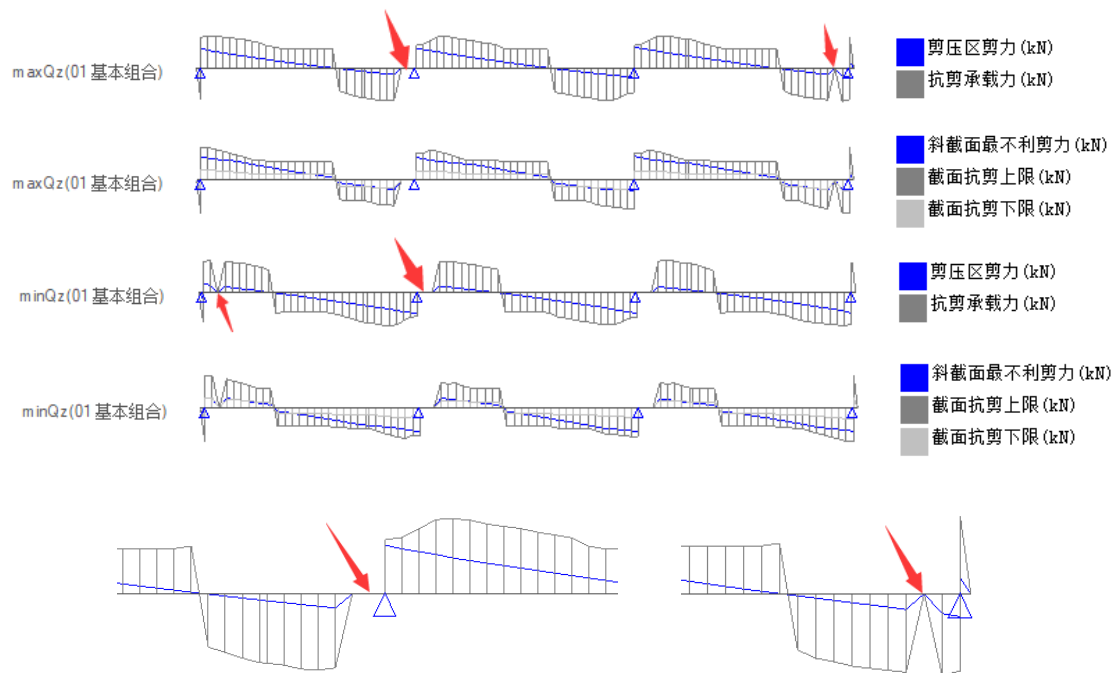 maxQz(01 基本组合)
剪压区剪力(kN)
抗剪承载力(kN)
maxQz(01 基本组合)
斜截面最不利剪力(kN)
截面抗剪上限(kN)
截面抗剪下限(kN)
minQz(01 基本组合)
剪压区剪力(kN)
抗剪承载力(kN)
minQz(01 基本组合)
斜截面最不利剪力(kN)
截面抗剪上限(kN)
截面抗剪下限(kN)